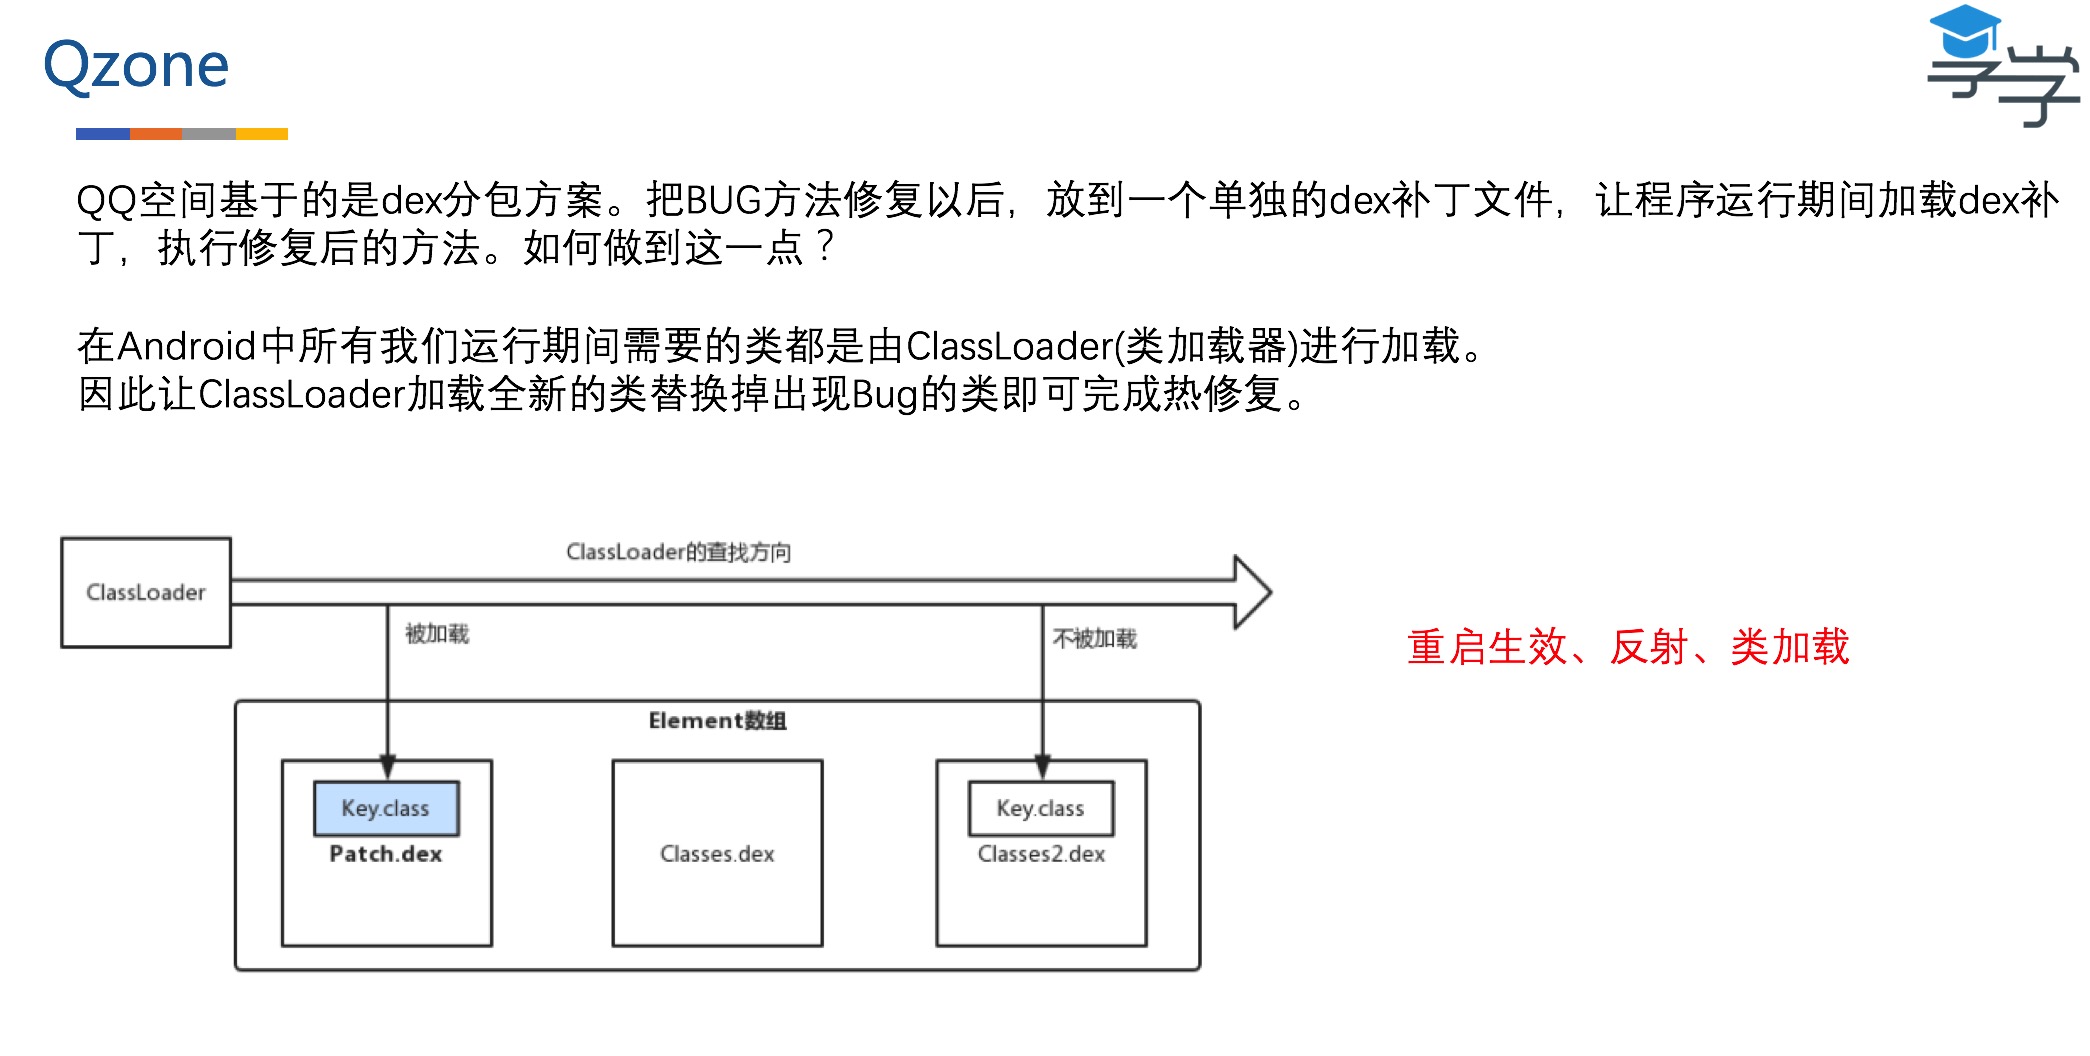 Qzone
享学
QQ空间基于的是dex分包方案。把BUG方法修复以后，放到一个单独的dex补丁文件，让程序运行期间加载dex补
丁，执行修复后的方法。如何做到这一点？
在Android中所有我们运行期间需要的类都是由ClassLoader(类加载器)进行加载。
因此让ClassLoader加载全新的类替换掉出现Bug的类即可完成热修复。
ClassLoader的查找方向
ClassLoader
被加载
不被加载
重启生效、反射、类加载
Element数组
Key.class
Patch.dex
Classes.dex
Key.class
Classes2.dex